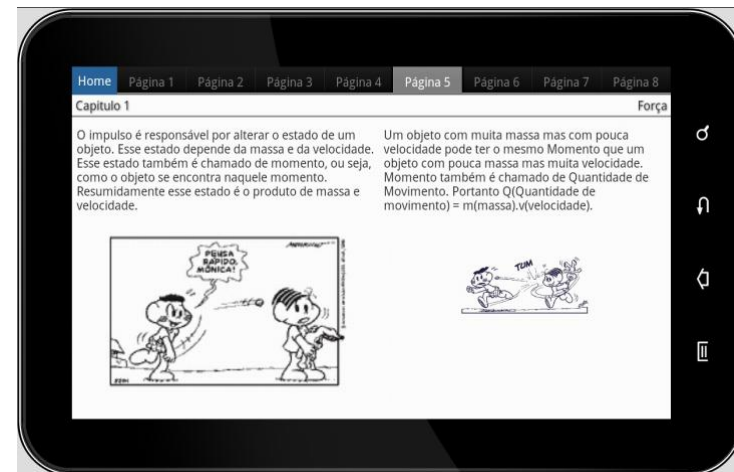 Home Página 1 Página 2 Página 3 Página 4 Página 5 Página 6 Página 7 Página 8
Capitulo 1 Força
O impulso é responsável por alterar o estado de um
objeto. Esse estado depende da massa e da velocidade.
Esse estado também é chamado de momento, ou seja,
como o objeto se encontra naquele momento.
Resumidamente esse estado é o produto de massa e
velocidade.
Um objeto com muita massa mas com pouca
velocidade pode ter o mesmo Momento que um
objeto com pouca massa mas muita velocidade.
Momento também é chamado de Quantidade de
Movimento. Portanto Q(Quantidade de
movimento) = m(massa).v(velocidade).
PENSA
RÁPIDO,
MÔNICA!
TUM